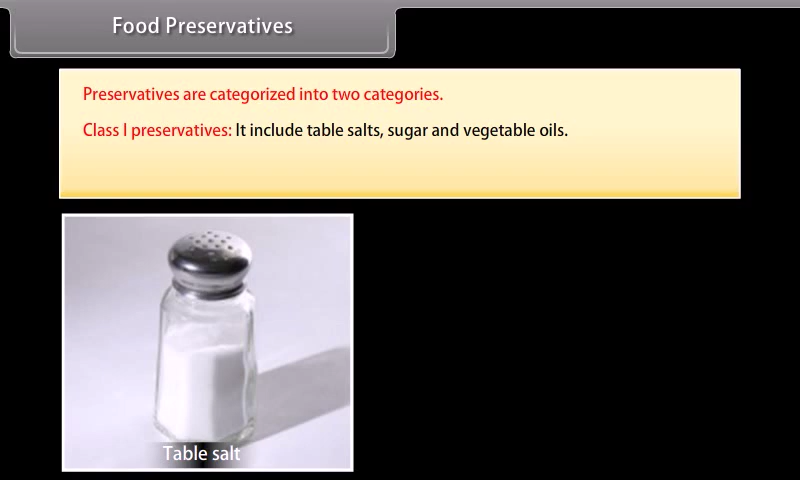 Food Preservatives
Preservatives are categorized into two categories.
Class I preservatives: It include table salts, sugar and vegetable oils.
Table salt